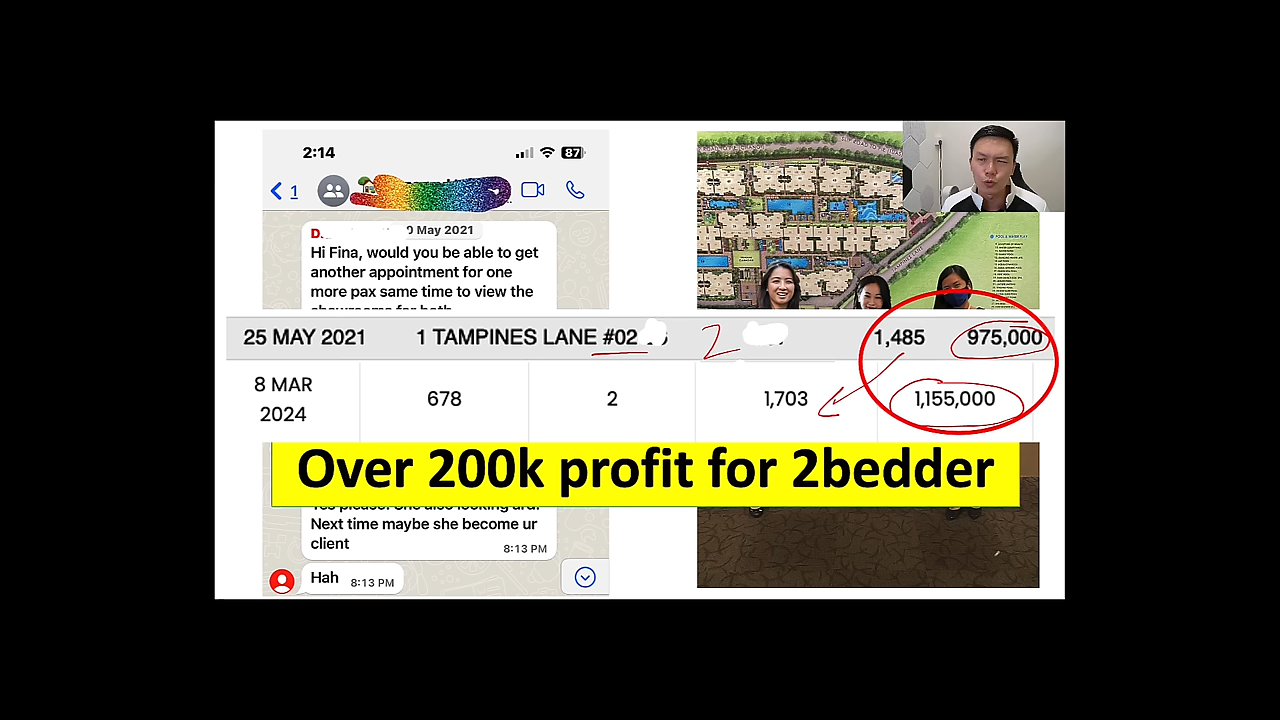 2:14
87
1
D.
0 May 2021
Hi Fina, would you be able to get
another appointment for one
more pax same time to view the
25 MAY 2021 1 TAMPINES LANE #02 2 1,485 975,000
8 MAR
2024
678 2 1,703 1,155,000
Over 200k profit for 2bedder
Next time maybe she become ur
client
8:13 PM
Hah 8:13 PM